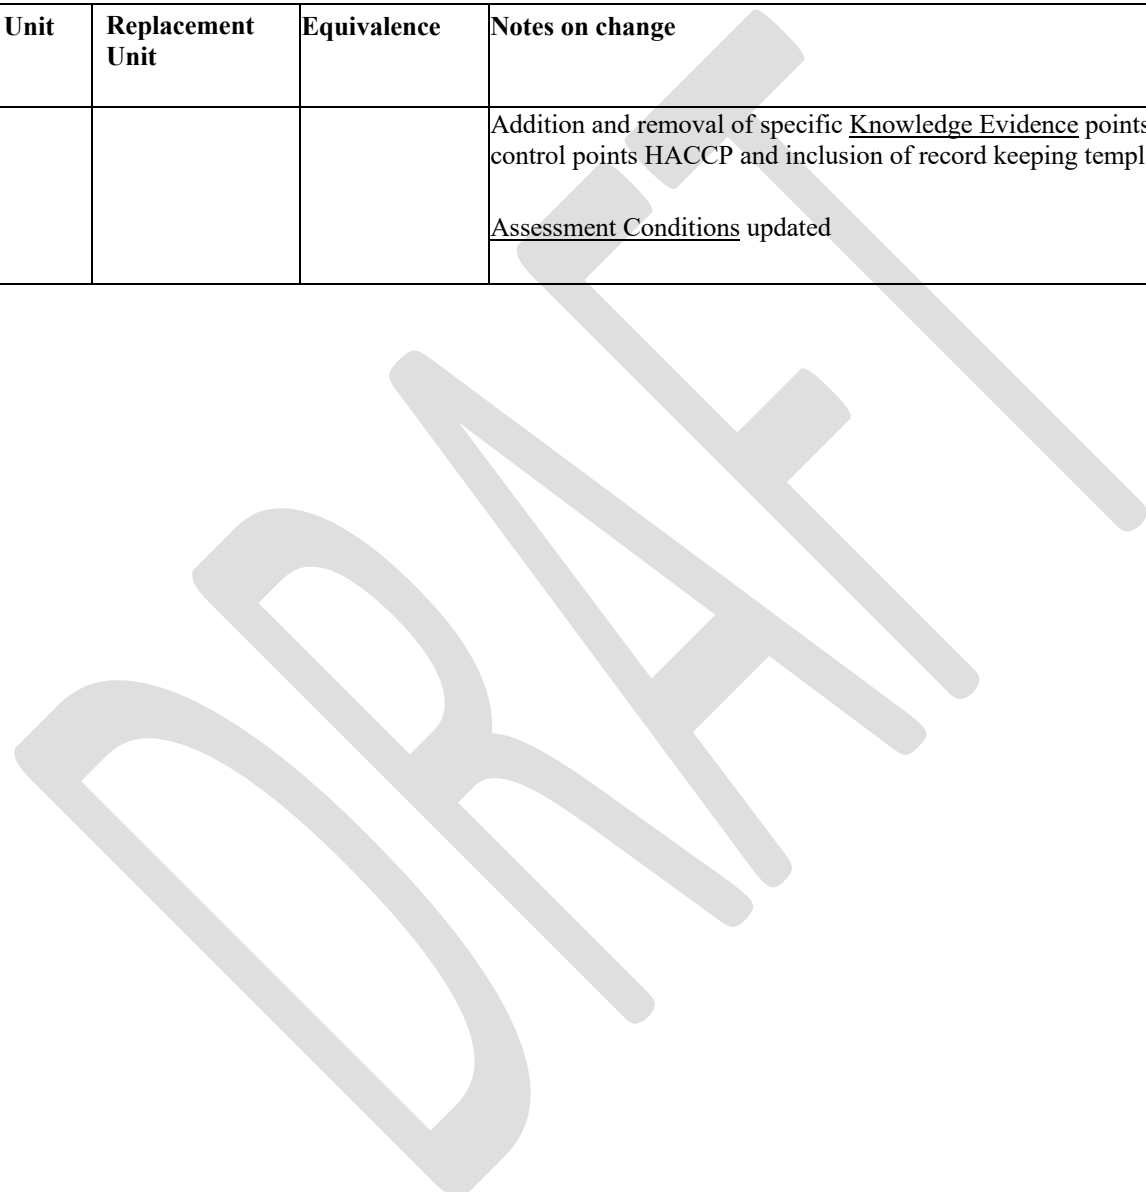 Unit Replacement Equivalence Notes on change
Unit
Addition and removal of specific Knowledge Evidence points
control points HACCP and inclusion of record keeping templ
Assessment Conditions updated
DRAFT